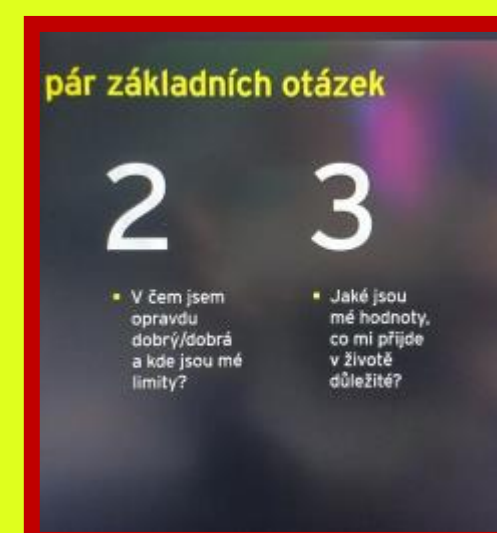 pár základních otázek
2
▪ V čem jsem
opravdu
dobrý/dobrá
a kde jsou mé
limity?
3
▪ Jaké jsou
mé hodnoty,
co mi přijde
v životě
důležité?